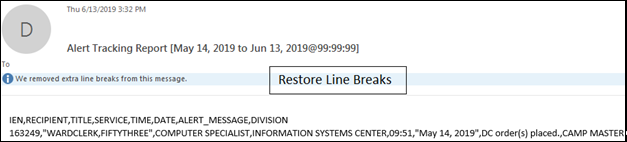 Thu 6/13/2019 3:32 PM
D
Alert Tracking Report [May 14, 2019 to Jun 13, 2019@99:99:99]
To
We removed extra line breaks from this message.
Restore Line Breaks
IEN,RECIPIENT,TITLE,SERVICE,TIME,DATE,ALERT_MESSAGE,DIVISION
163249,"WARDCLERK,FIFTYTHREE",COMPUTER SPECIALIST,INFORMATION SYSTEMS CENTER,09:51,"May 14, 2019",DC order(s) placed.,CAMP MASTER